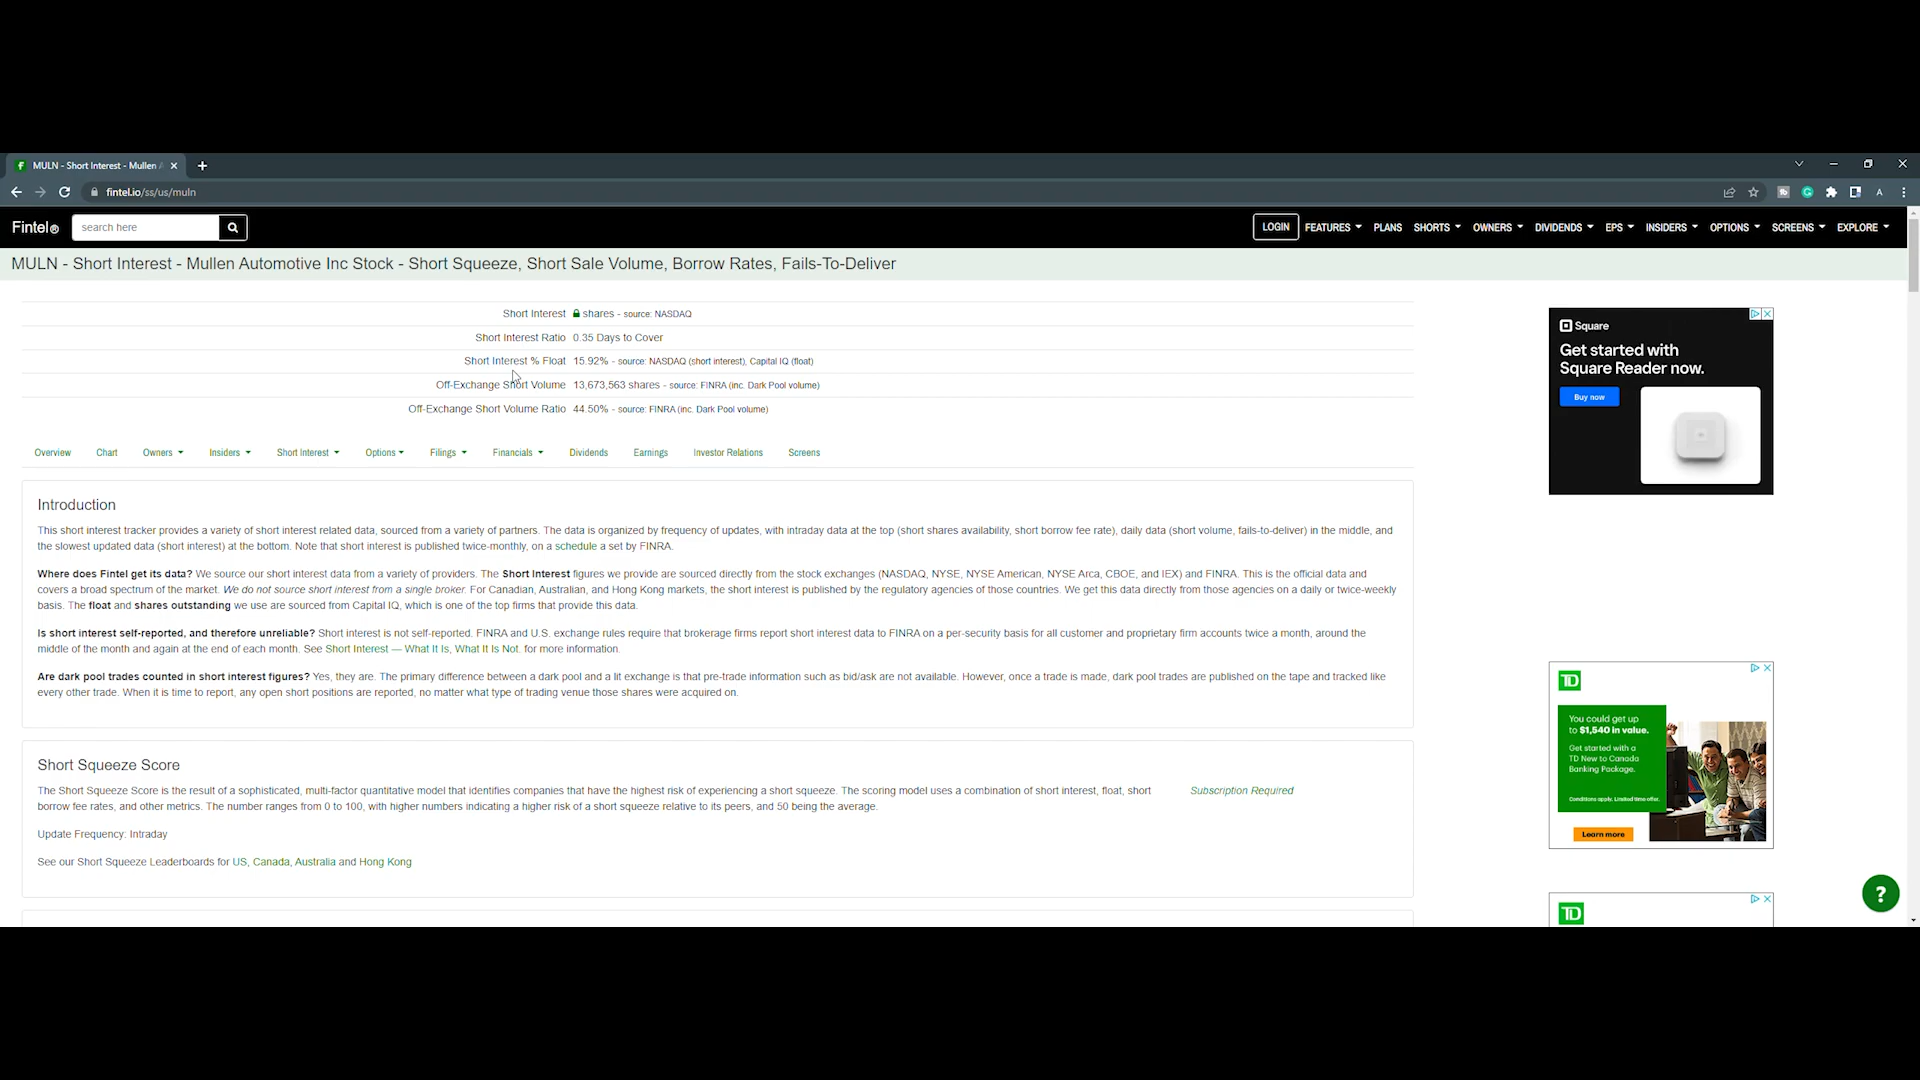 MULN - Short Interest - Mullen A
fintel.io/ss/us/muln
A
Fintel®
search here
LOGIN FEATURES PLANS SHORTS OWNERS DIVIDENDS EPS INSIDERS OPTIONS SCREENS EXPLORE
MULN - Short Interest - Mullen Automotive Inc Stock - Short Squeeze, Short Sale Volume, Borrow Rates, Fails-To-Deliver
Short Interest shares - source: NASDAQ
Short Interest Ratio 0.35 Days to Cover
Short Interest % Float 15.92% - source: NASDAQ (short interest), Capital IQ (float)
Off-Exchange Short Volume 13,673,563 shares - source: FINRA (inc. Dark Pool volume)
Off-Exchange Short Volume Ratio 44.50% - source: FINRA (inc. Dark Pool volume)
Overview Chart Owners Insiders Short Interest Options Filings Financials Dividends Earnings Investor Relations Screens
Introduction
This short interest tracker provides a variety of short interest related data, sourced from a variety of partners. The data is organized by frequency of updates, with intraday data at the top (short shares availability, short borrow fee rate), daily data (short volume, fails-to-deliver) in the middle, and
the slowest updated data (short interest) at the bottom. Note that short interest is published twice-monthly, on a schedule a set by FINRA.
Where does Fintel get its data? We source our short interest data from a variety of providers. The Short Interest figures we provide are sourced directly from the stock exchanges (NASDAQ, NYSE, NYSE American, NYSE Arca, CBOE, and IEX) and FINRA. This is the official data and
covers a broad spectrum of the market. We do not source short interest from a single broker. For Canadian, Australian, and Hong Kong markets, the short interest is published by the regulatory agencies of those countries. We get this data directly from those agencies on a daily or twice-weekly
basis. The float and shares outstanding we use are sourced from Capital IQ, which is one of the top firms that provide this data.
Is short interest self-reported, and therefore unreliable? Short interest is not self-reported. FINRA and U.S. exchange rules require that brokerage firms report short interest data to FINRA on a per-security basis for all customer and proprietary firm accounts twice a month, around the
middle of the month and again at the end of each month. See Short Interest — What It Is, What It Is Not. for more information.
Are dark pool trades counted in short interest figures? Yes, they are. The primary difference between a dark pool and a lit exchange is that pre-trade information such as bid/ask are not available. However, once a trade is made, dark pool trades are published on the tape and tracked like
every other trade. When it is time to report, any open short positions are reported, no matter what type of trading venue those shares were acquired on.
Short Squeeze Score
The Short Squeeze Score is the result of a sophisticated, multi-factor quantitative model that identifies companies that have the highest risk of experiencing a short squeeze. The scoring model uses a combination of short interest, float, short
borrow fee rates, and other metrics. The number ranges from 0 to 100, with higher numbers indicating a higher risk of a short squeeze relative to its peers, and 50 being the average.
Subscription Required
Update Frequency: Intraday
See our Short Squeeze Leaderboards for US, Canada, Australia and Hong Kong
Square
Get started with
Square Reader now.
Buy now
TD
You could get up
to $1,540 in value.
Get started with a
TD New to Canada
Banking Package.
Conditions apply. Limited time offer.
Learn more
TD
?